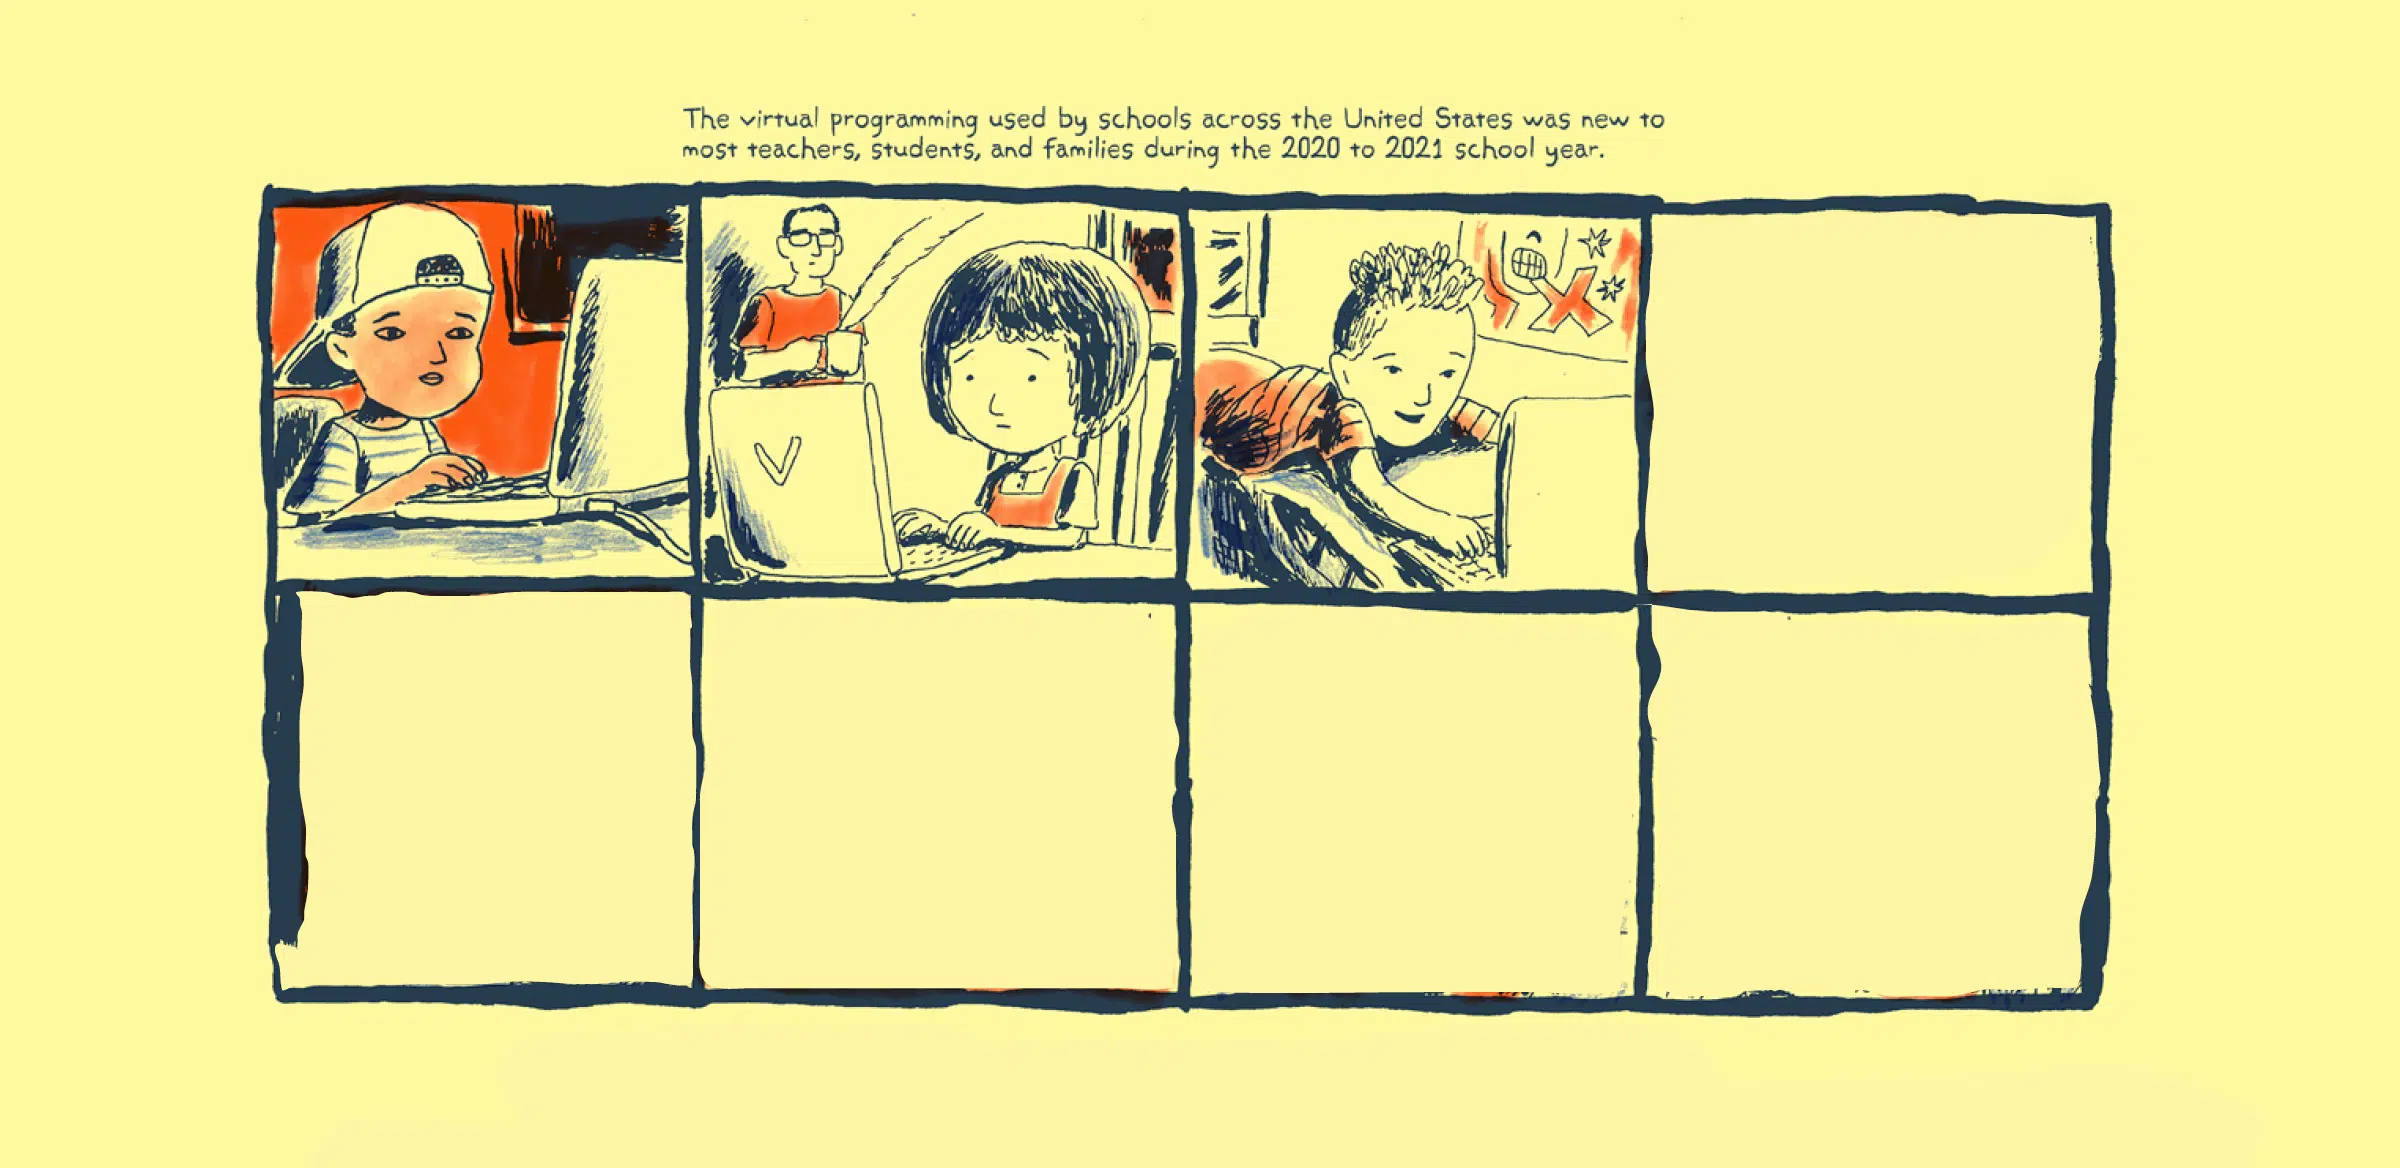 The virtual programming used by schools across the United States was new to
most teachers, students, and families during the 2020 to 2021 school year.
V